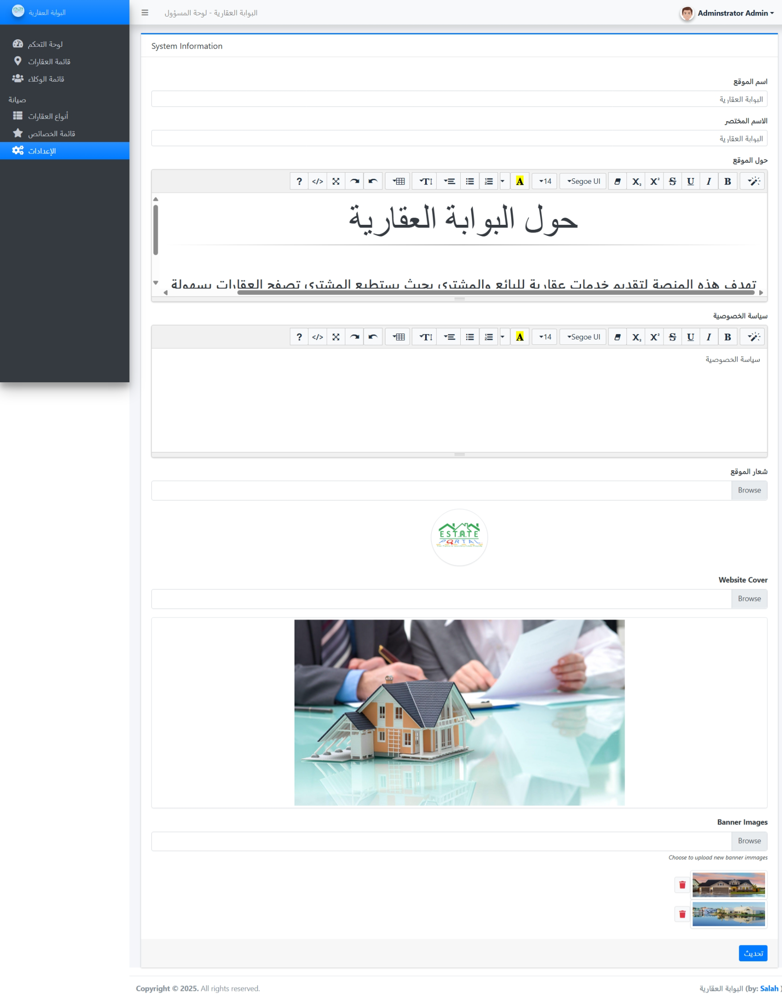 البوابة العقارية
البوابة العقارية - لوحة المسؤول
Adminstrator Admin
لوحة التحكم
قائمة العقارات
قائمة الوكلاء
صيانة
أنواع العقارات
قائمة الخصائص
الإعدادات
System Information
اسم الموقع
البوابة العقارية
الاسم المختصر
البوابة العقارية
حول الموقع
? </> T A 14 Segoe UI X₂ X² S U I B
حول البوابة العقارية
تهدف هذه المنصة لتقديم خدمات عقارية للبائع والمشتري بحيث يستطيع المشتري تصفح العقارات بسهولة
سياسة الخصوصية
? </> T A 14 Segoe UI X₂ X² S U I B
سياسة الخصوصية
شعار الموقع
Browse
ESTATE
PORTAL
Website Cover
Browse
Banner Images
Browse
Choose to upload new banner immages
تحديث
Copyright © 2025. All rights reserved.
البوابة العقارية (by: Salah )